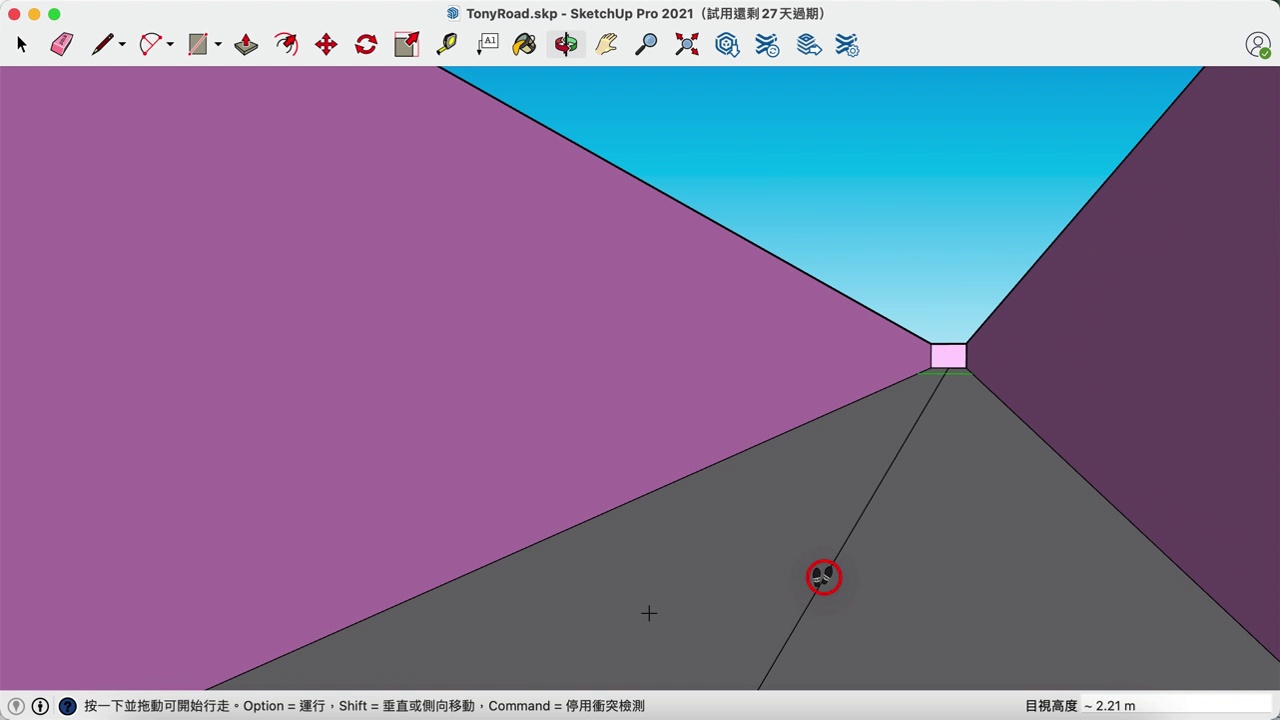 TonyRoad.skp - SketchUp Pro 2021（試用還剩 27 天過期）
A1
按一下並拖動可開始行走。Option = 運行，Shift = 垂直或側向移動，Command = 停用衝突檢測
目視高度 ~ 2.21 m